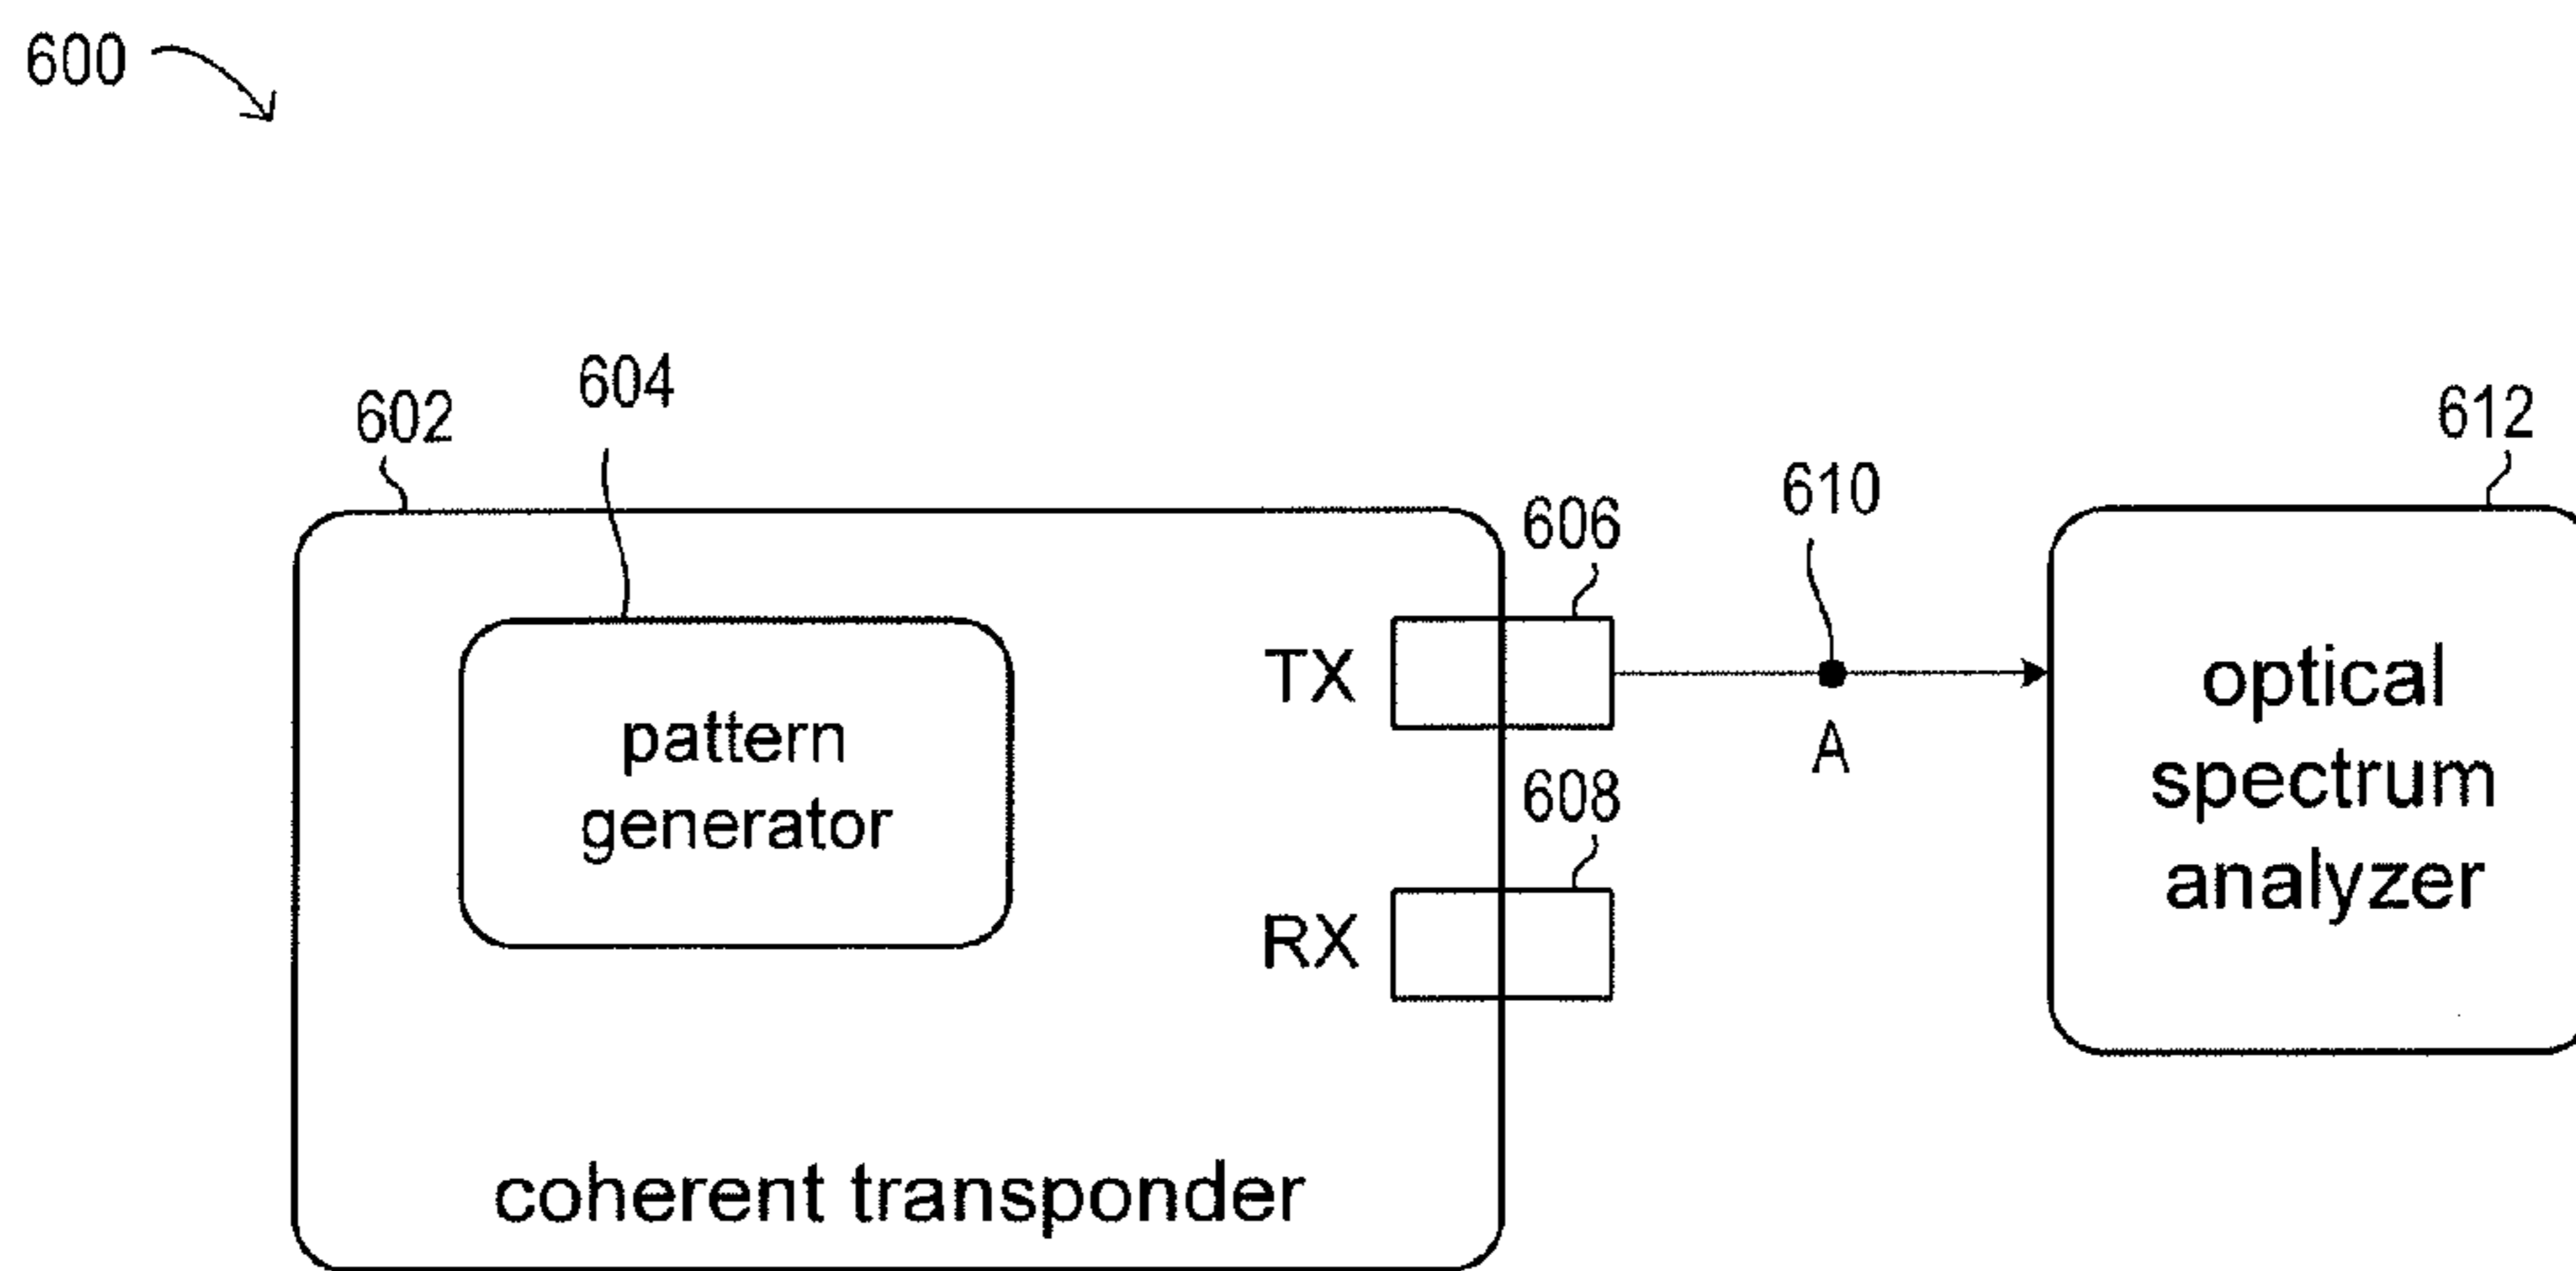 600
602
604
606
610
612
TX
A
608
RX
pattern
generator
optical
spectrum
analyzer
coherent transponder